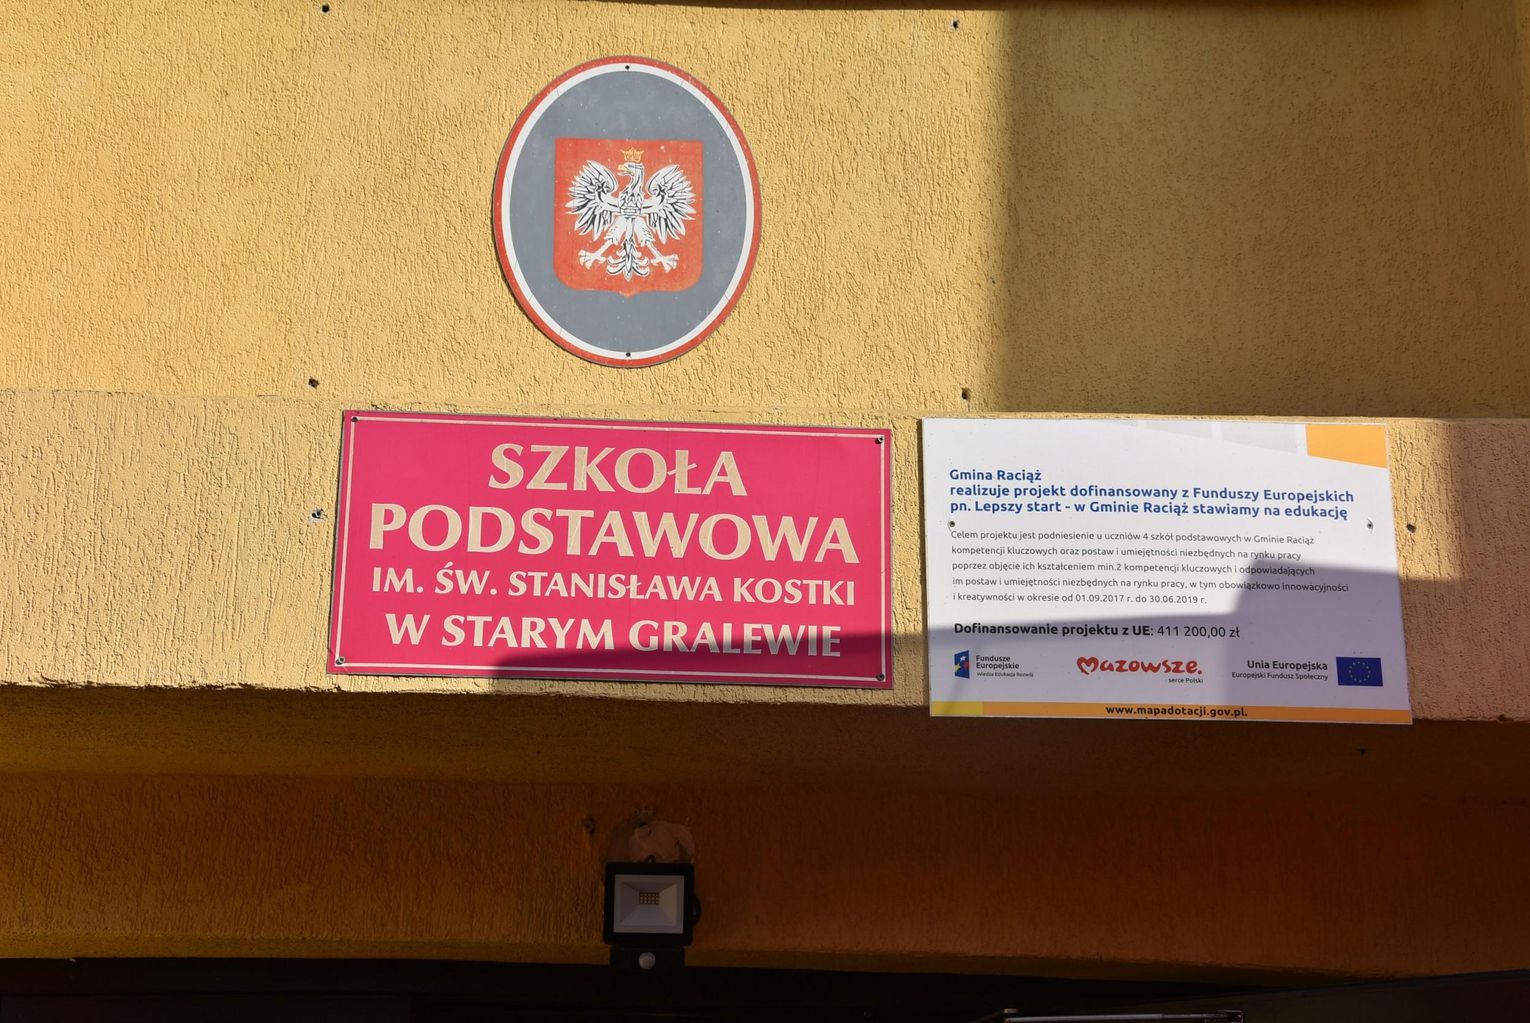 SZKOŁA
PODSTAWOWA
IM. ŚW. STANISŁAWA KOSTKI
W STARYM GRALEWIE
Gmina Raciąż
realizuje projekt dofinansowany z Funduszy Europejskich
pn. Lepszy start - w Gminie Raciąż stawiamy na edukację
Celem projektu jest podniesienie u uczniów 4 szkół podstawowych w Gminie Raciąż
kompetencji kluczowych oraz postaw i umiejętności niezbędnych na rynku pracy
poprzez objęcie ich kształceniem min.2 kompetencji kluczowych i odpowiadających
im postaw i umiejętności niezbędnych na rynku pracy, w tym obowiązkowo innowacyjności
i kreatywności w okresie od 01.09.2017 r. do 30.06.2019 r.
Dofinansowanie projektu z UE: 411 200,00 zł
Fundusze
Europejskie
Wiedza Edukacja Rozwój
mazowsze.
serce Polski
Unia Europejska
Europejski Fundusz Społeczny
www.mapadotacji.gov.pl.